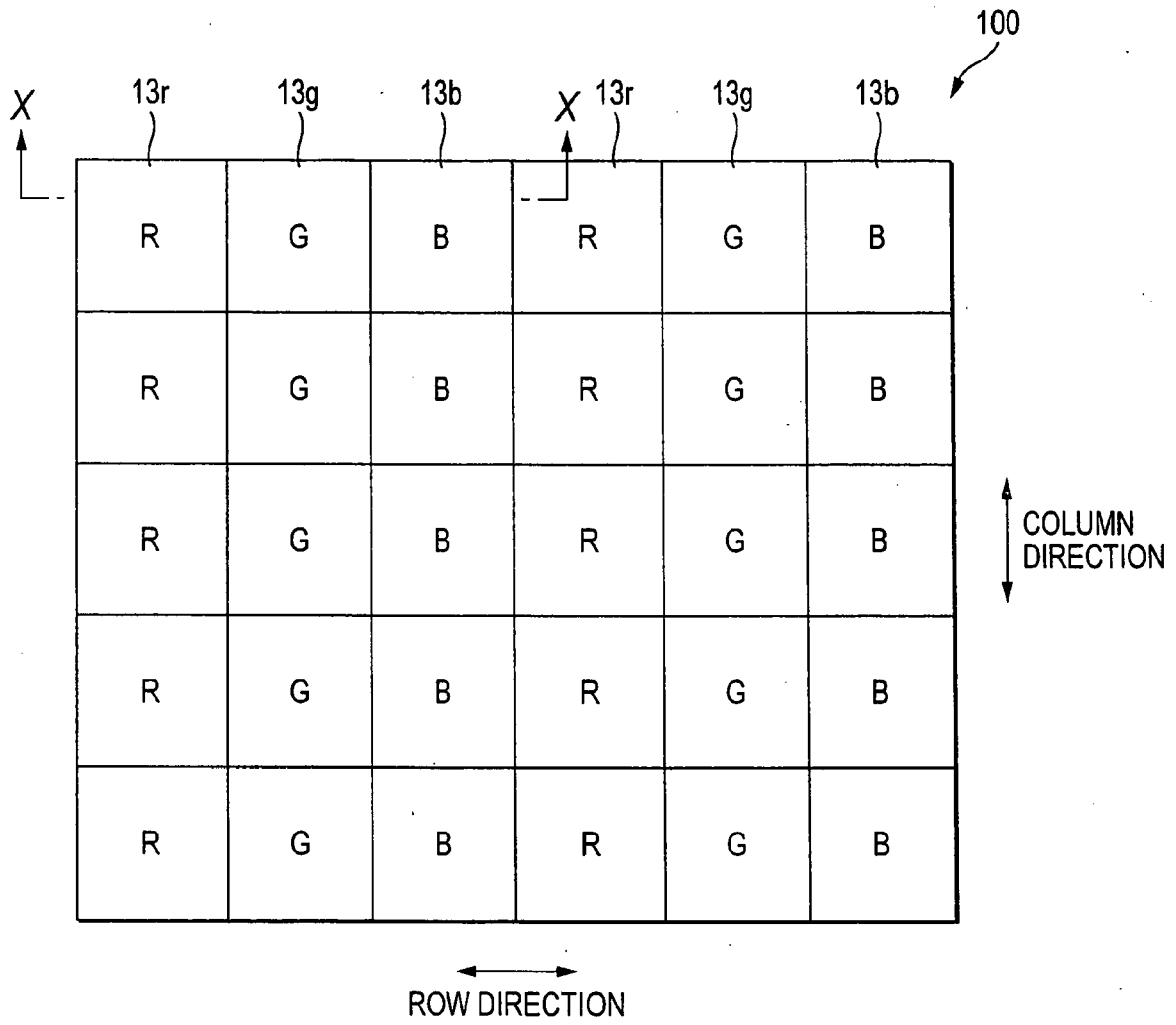 100
13r 13g 13b 13r 13g 13b
X X
R G B R G B
R G B R G B
R G B R G B
R G B R G B
R G B R G B
COLUMN
DIRECTION
ROW DIRECTION